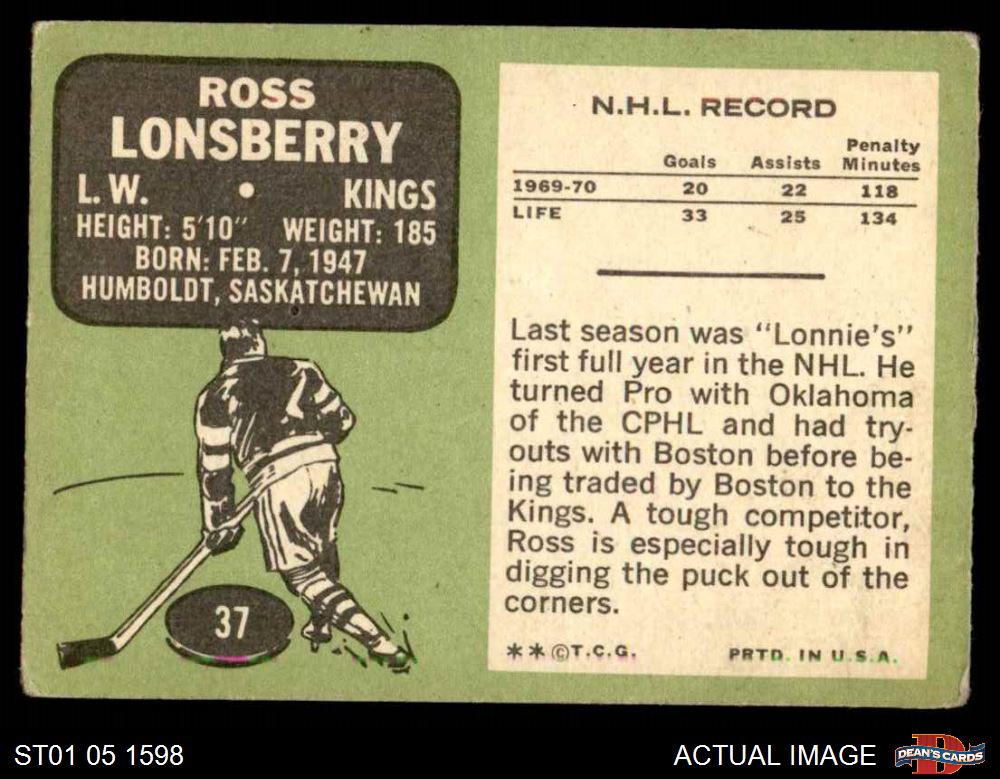 ROSS
LONSBERRY
L.W. • KINGS
HEIGHT: 5'10" WEIGHT: 185
BORN: FEB. 7, 1947
HUMBOLDT, SASKATCHEWAN
37
N.H.L. RECORD
Goals Assists Penalty Minutes
1969-70 20 22 118
LIFE 33 25 134
Last season was "Lonnie's"
first full year in the NHL. He
turned Pro with Oklahoma
of the CPHL and had try-
outs with Boston before be-
ing traded by Boston to the
Kings. A tough competitor,
Ross is especially tough in
digging the puck out of the
corners.
**©T.C.G. PRTD. IN U.S.A.
ST01 05 1598
ACTUAL IMAGE
D
DEAN'S CARDS